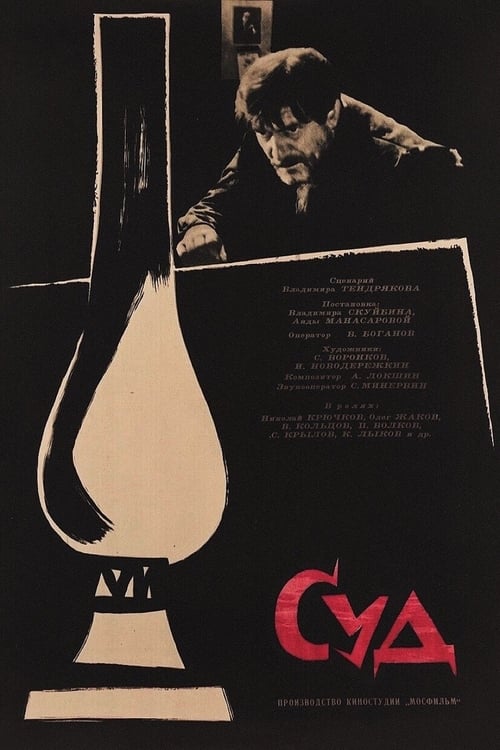 Сценарий
Владимира ТЕНДРЯКОВА
Постановка:
Владимира СКУЙБИНА,
Аиды МАНАСАРОВОЙ
Оператор В. БОГАНОВ
Художники:
С. ВОРОНКОВ,
И. НОВОДЕРЕЖКИН
Композитор А. ЛОКШИН
Звукооператор С. МИНЕРВИН
В ролях:
Николай КРЮЧКОВ, Олег ЖАКОВ,
В. КОЛЬЦОВ, П. ВОЛКОВ,
С. КРЫЛОВ, К. ЛЫКОВ и др.
СУД
ПРОИЗВОДСТВО КИНОСТУДИИ „МОСФИЛЬМ"